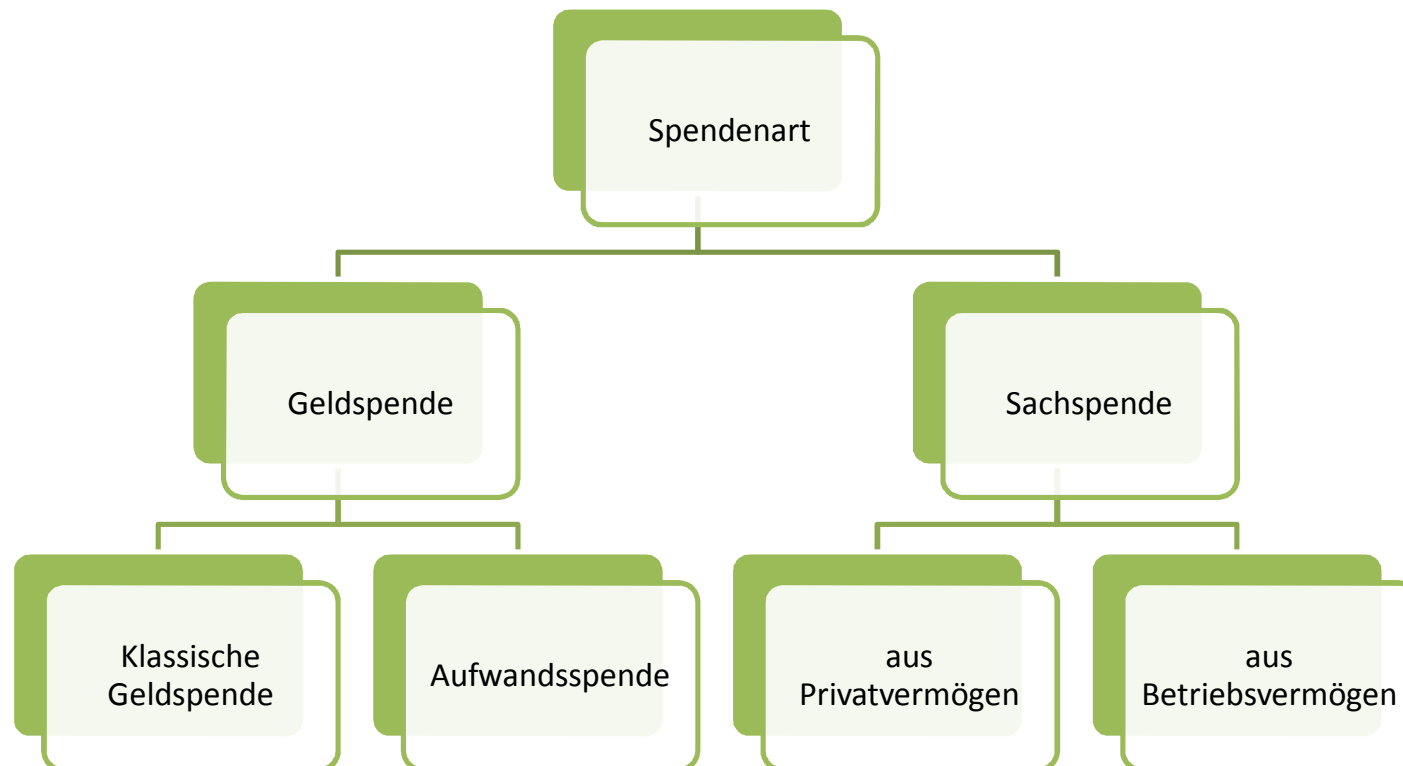 Spendenart
Geldspende
Sachspende
Klassische
Geldspende
Aufwandsspende
aus
Privatvermögen
aus
Betriebsvermögen